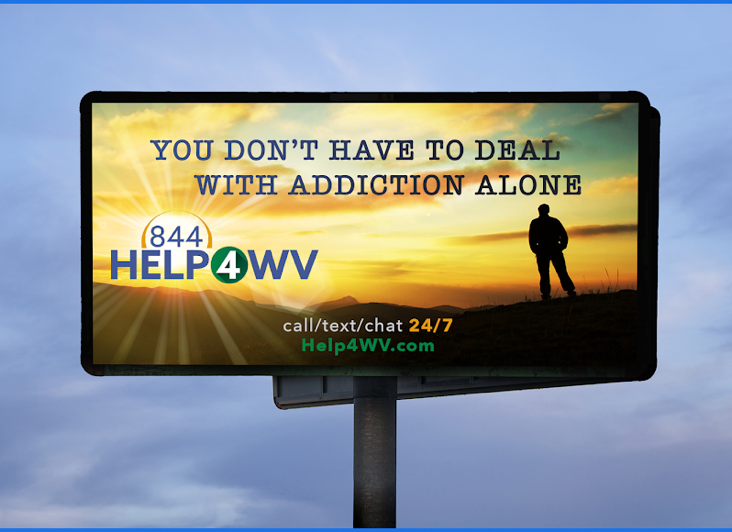 YOU DON'T HAVE TO DEAL
WITH ADDICTION ALONE
844
HELP4WV
call/text/chat 24/7
Help4WV.com